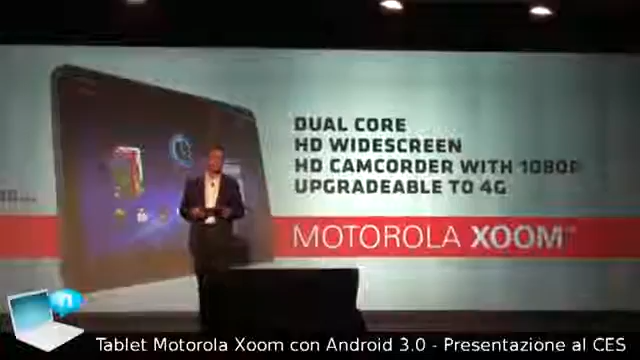 DUAL CORE
HD WIDESCREEN
HD CAMCORDER WITH 1080P
UPGRADEABLE TO 4G
MOTOROLA XOOM™
Tablet Motorola Xoom con Android 3.0 - Presentazione al CES